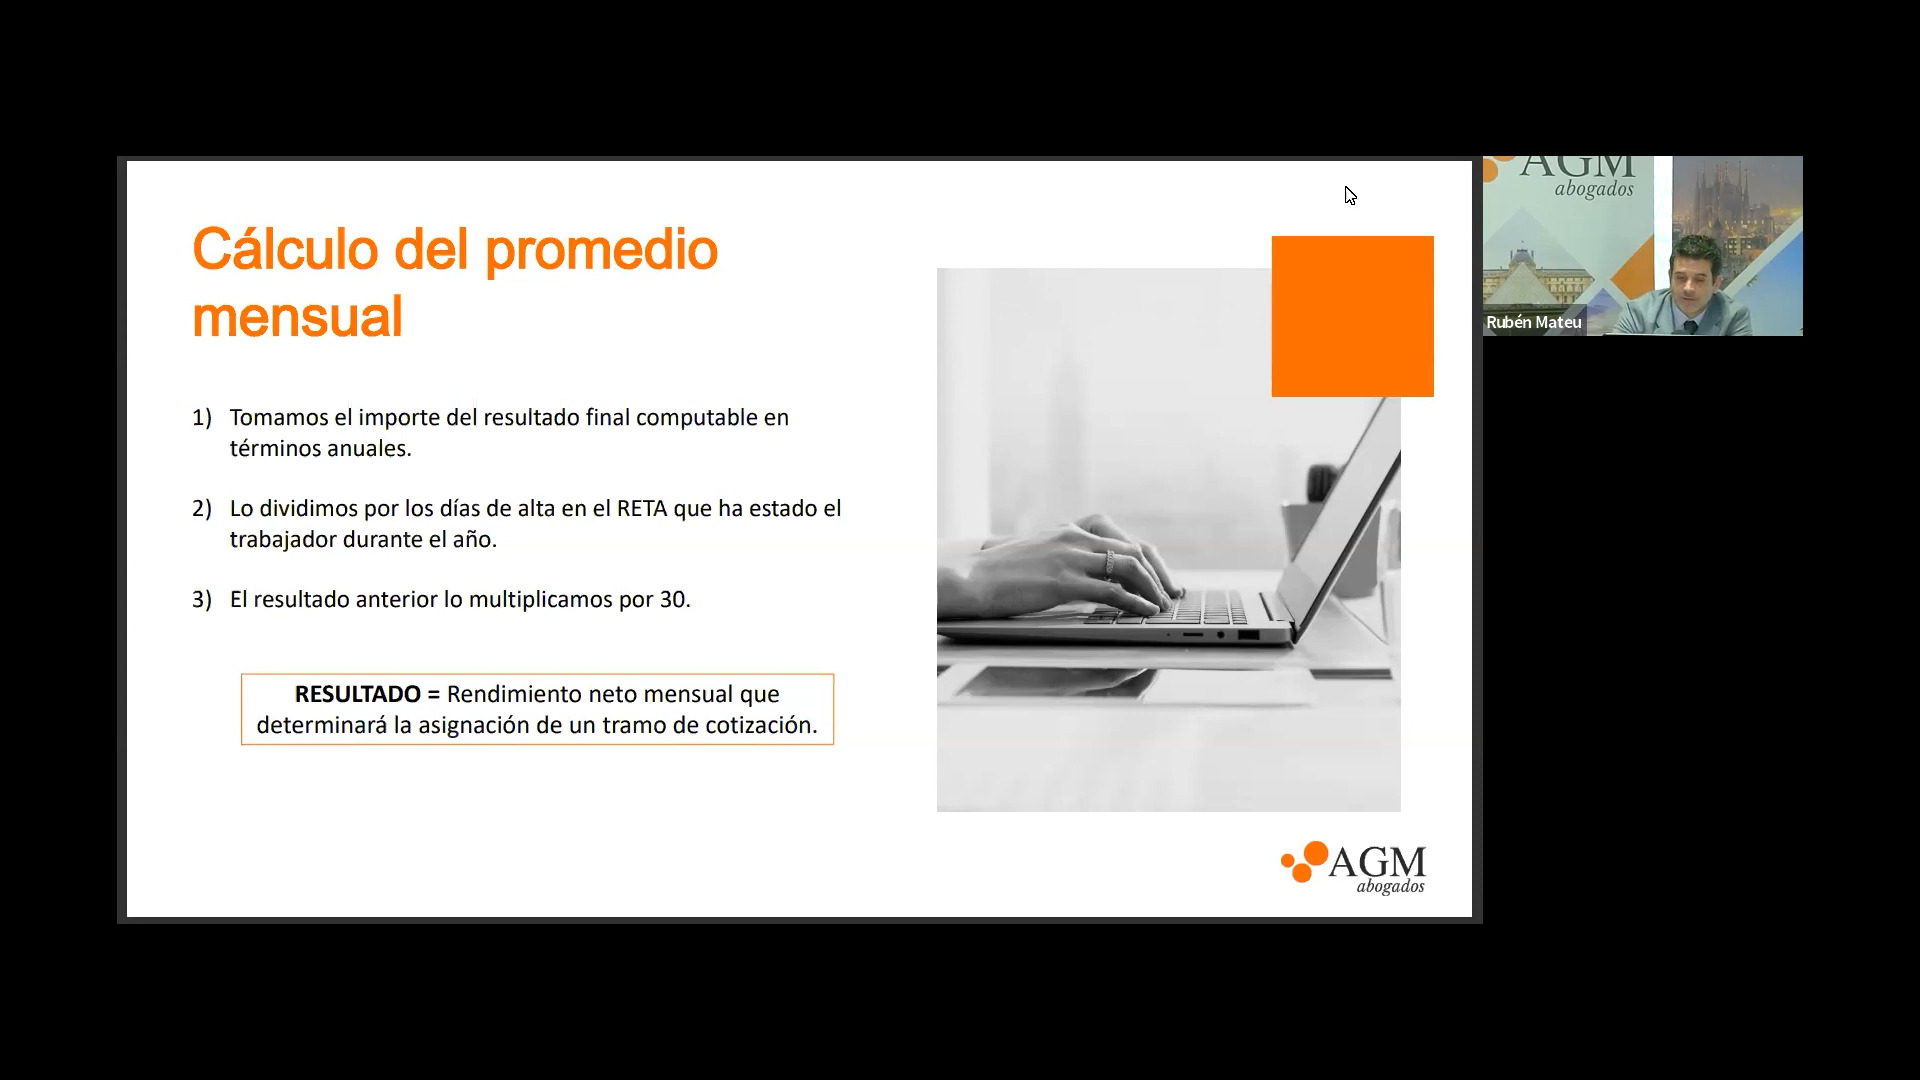 Cálculo del promedio
mensual
1) Tomamos el importe del resultado final computable en
términos anuales.
2) Lo dividimos por los días de alta en el RETA que ha estado el
trabajador durante el año.
3) El resultado anterior lo multiplicamos por 30.
RESULTADO = Rendimiento neto mensual que
determinará la asignación de un tramo de cotización.
AGM
abogados
AGM
abogados
Rubén Mateu